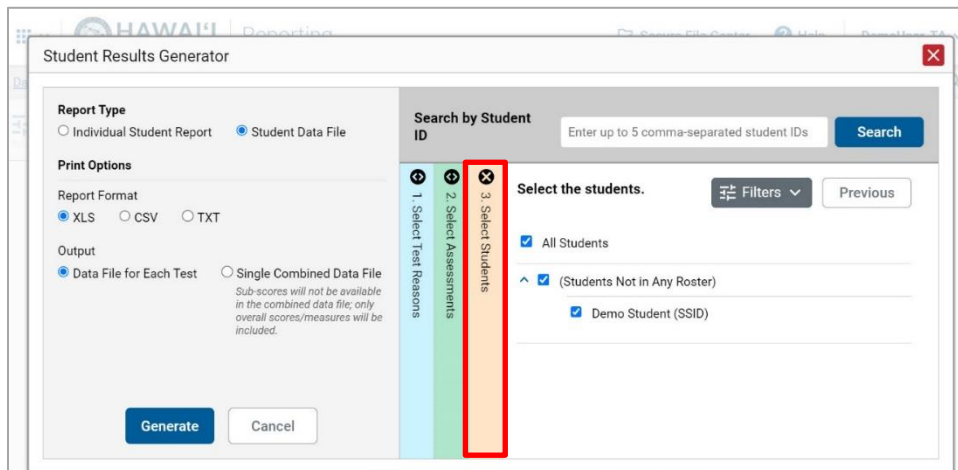 HAWAI'I Reporting
Secure File Center Help DemoUser, TA
Student Results Generator
Report Type
Individual Student Report Student Data File
Print Options
Report Format
XLS CSV TXT
Output
Data File for Each Test Single Combined Data File
Sub-scores will not be available
in the combined data file; only
overall scores/measures will be
included.
Generate Cancel
Search by Student
ID
Enter up to 5 comma-separated student IDs Search
1. Select Test Reasons
2. Select Assessments
3. Select Students
Select the students. Filters Previous
All Students
(Students Not in Any Roster)
Demo Student (SSID)